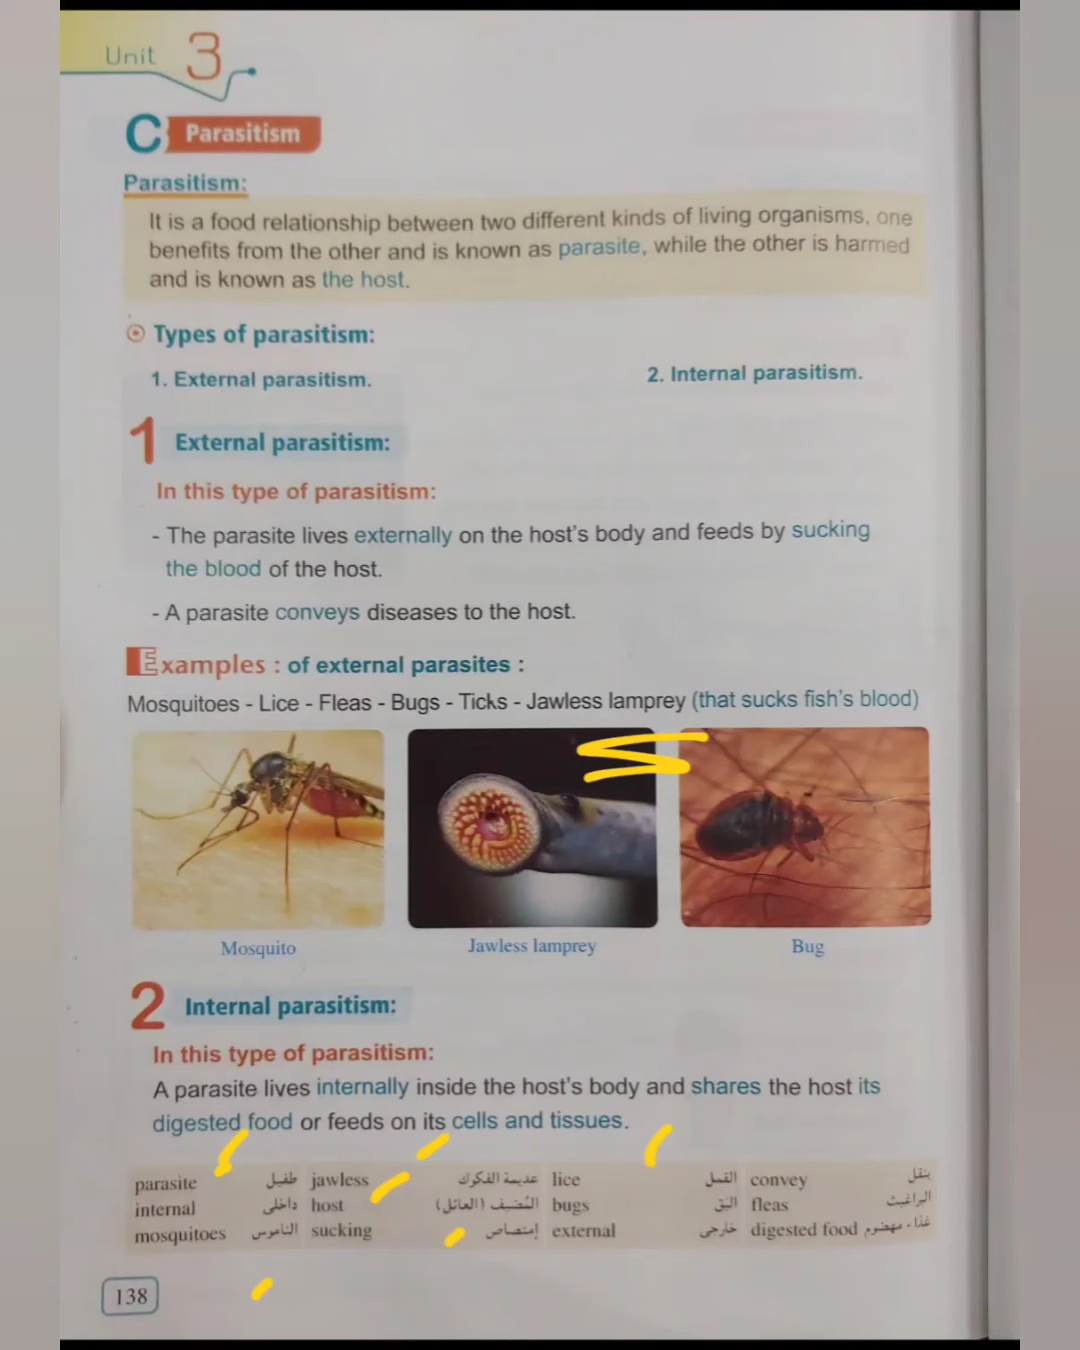 Unit 3
C Parasitism
Parasitism:
It is a food relationship between two different kinds of living organisms, one
benefits from the other and is known as parasite, while the other is harmed
and is known as the host.
Types of parasitism:
1. External parasitism.
2. Internal parasitism.
1 External parasitism:
In this type of parasitism:
- The parasite lives externally on the host's body and feeds by sucking
the blood of the host.
- A parasite conveys diseases to the host.
Examples : of external parasites :
Mosquitoes - Lice - Fleas - Bugs - Ticks - Jawless lamprey (that sucks fish's blood)
Mosquito
Jawless lamprey
Bug
2 Internal parasitism:
In this type of parasitism:
A parasite lives internally inside the host's body and shares the host its
digested food or feeds on its cells and tissues.
parasite طفيل jawless عديمة الفكوك lice القمل convey ينقل
internal داخلى host المُضيف (العائل) bugs البَق fleas البراغيث
mosquitoes الناموس sucking إمتصاص external خارجى digested food غذاء مهضوم
138